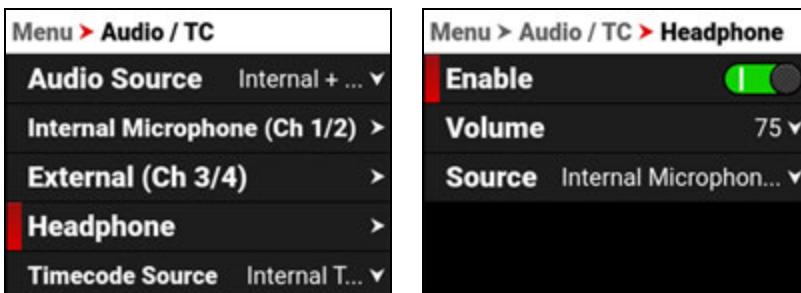 Menu > Audio / TC
Audio Source Internal + ...
Internal Microphone (Ch 1/2) >
External (Ch 3/4) >
Headphone >
Timecode Source Internal T...
Menu > Audio / TC > Headphone
Enable
Volume 75
Source Internal Microphon...